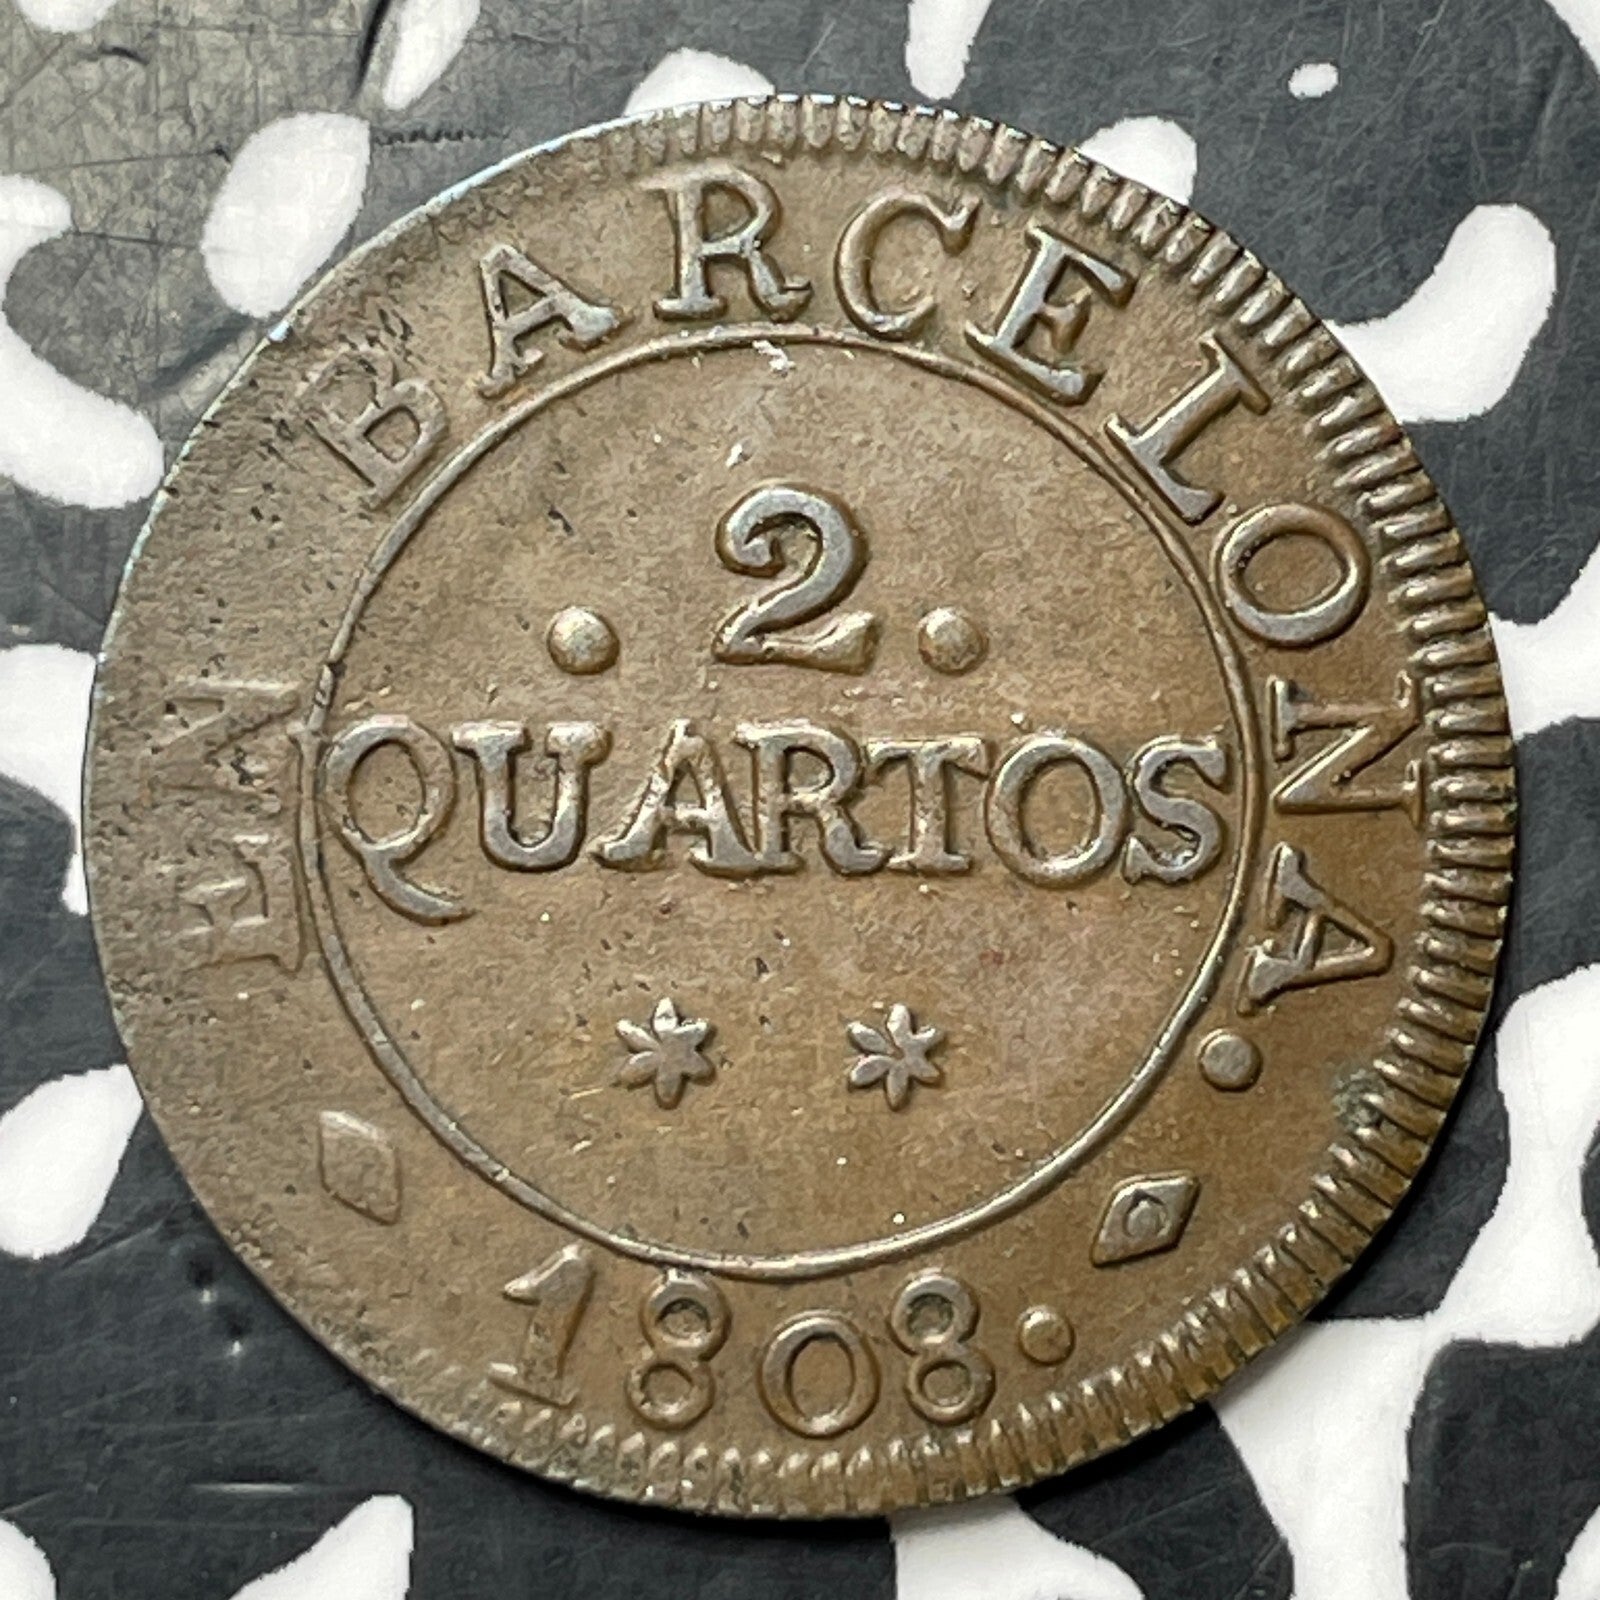 EN BARCELONA.
.2.
QUARTOS
1808.